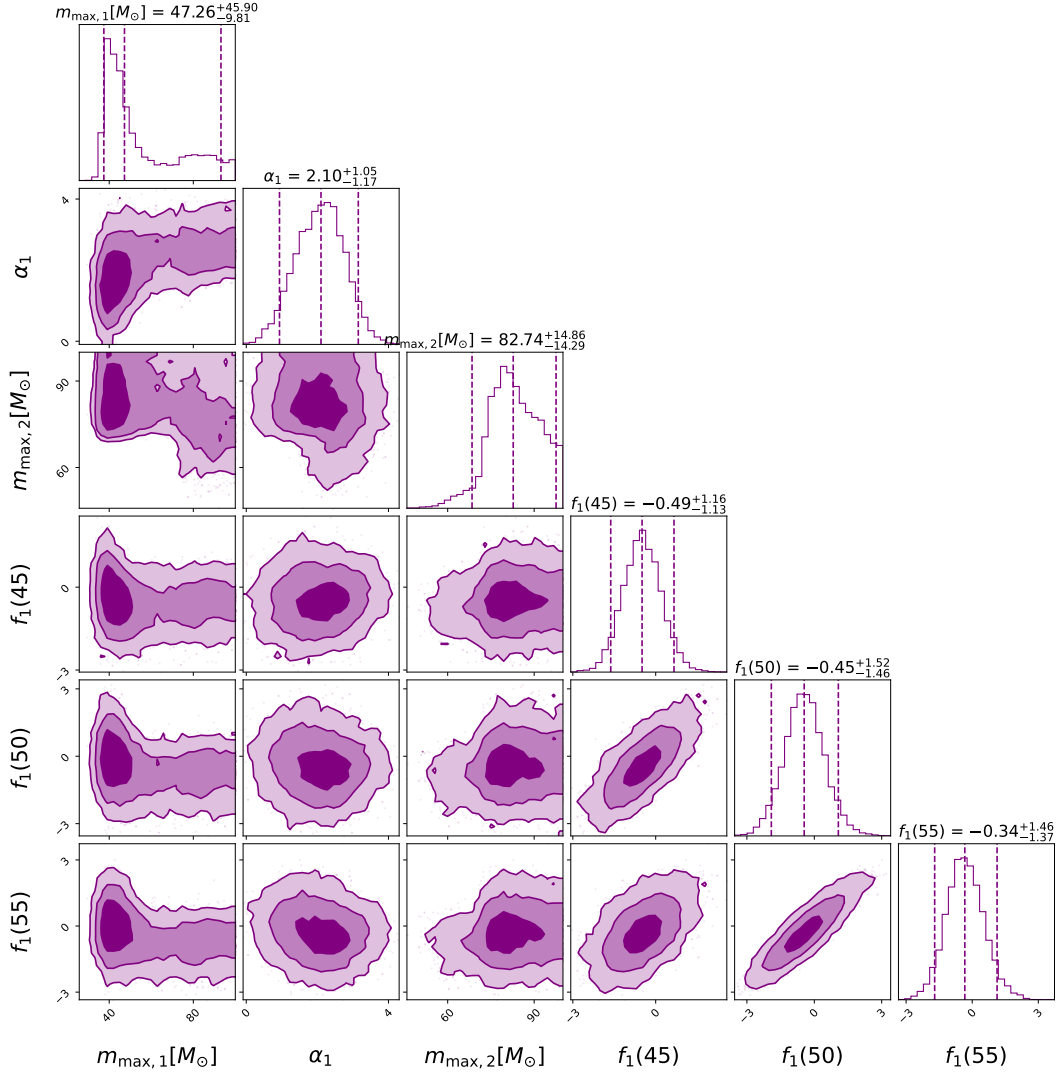 m_max,1[M_⊙] = 47.26^{+45.90}_{−9.81}
α_1 = 2.10^{+1.05}_{−1.17}
4
0
α_1
m_max,2[M_⊙] = 82.74^{+14.86}_{−14.29}
90
60
m_max,2[M_⊙]
f_1(45) = −0.49^{+1.16}_{−1.13}
0
−3
f_1(45)
f_1(50) = −0.45^{+1.52}_{−1.46}
3
0
−3
f_1(50)
f_1(55) = −0.34^{+1.46}_{−1.37}
3
0
−3
f_1(55)
40 80 0 4 60 90 −3 0 −3 0 3 −3 0 3
m_max,1[M_⊙] α_1 m_max,2[M_⊙] f_1(45) f_1(50) f_1(55)